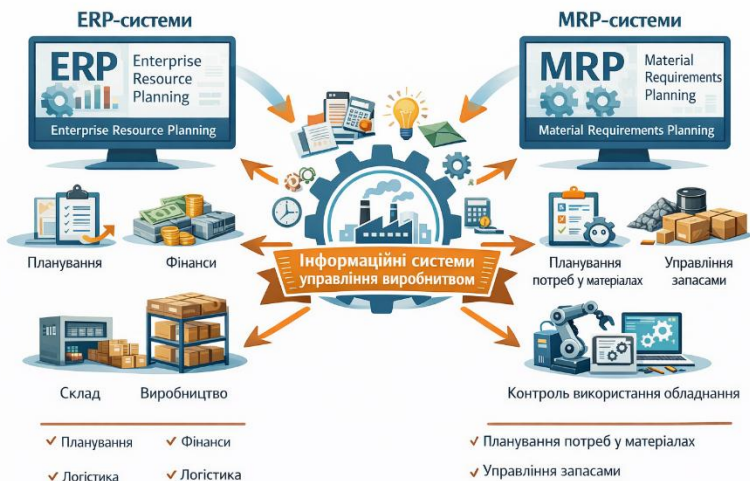 ERP-системи
ERP
Enterprise
Resource
Planning
Enterprise Resource Planning
MRP-системи
MRP
Material
Requirements
Planning
Material Requirements Planning
Планування
Фінанси
Інформаційні системи
управління виробнитвом
Планування
потреб у матеріалах
Управління
запасами
Склад
Виробництво
Контроль використання обладнання
✓ Планування
✓ Фінанси
✓ Логістика
✓ Логістика
✓ Планування потреб у матеріалах
✓ Управління запасами